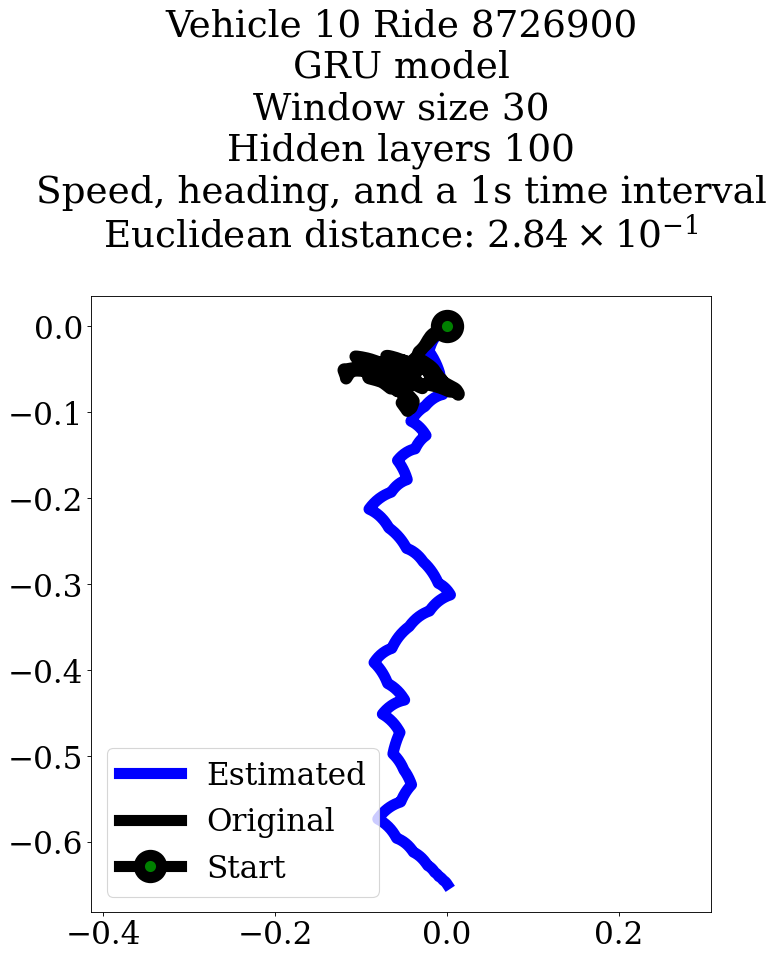 Vehicle 10 Ride 8726900
GRU model
Window size 30
Hidden layers 100
Speed, heading, and a 1s time interval
Euclidean distance: 2.84 × 10⁻¹
0.0
−0.1
−0.2
−0.3
−0.4
−0.5
−0.6
Estimated
Original
Start
−0.4 −0.2 0.0 0.2